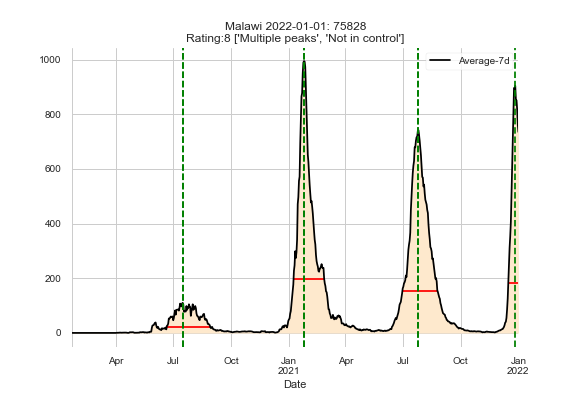 Malawi 2022-01-01: 75828
Rating:8 ['Multiple peaks', 'Not in control']
Average-7d
1000
800
600
400
200
0
Apr Jul Oct Jan Apr Jul Oct Jan
2021 2022
Date